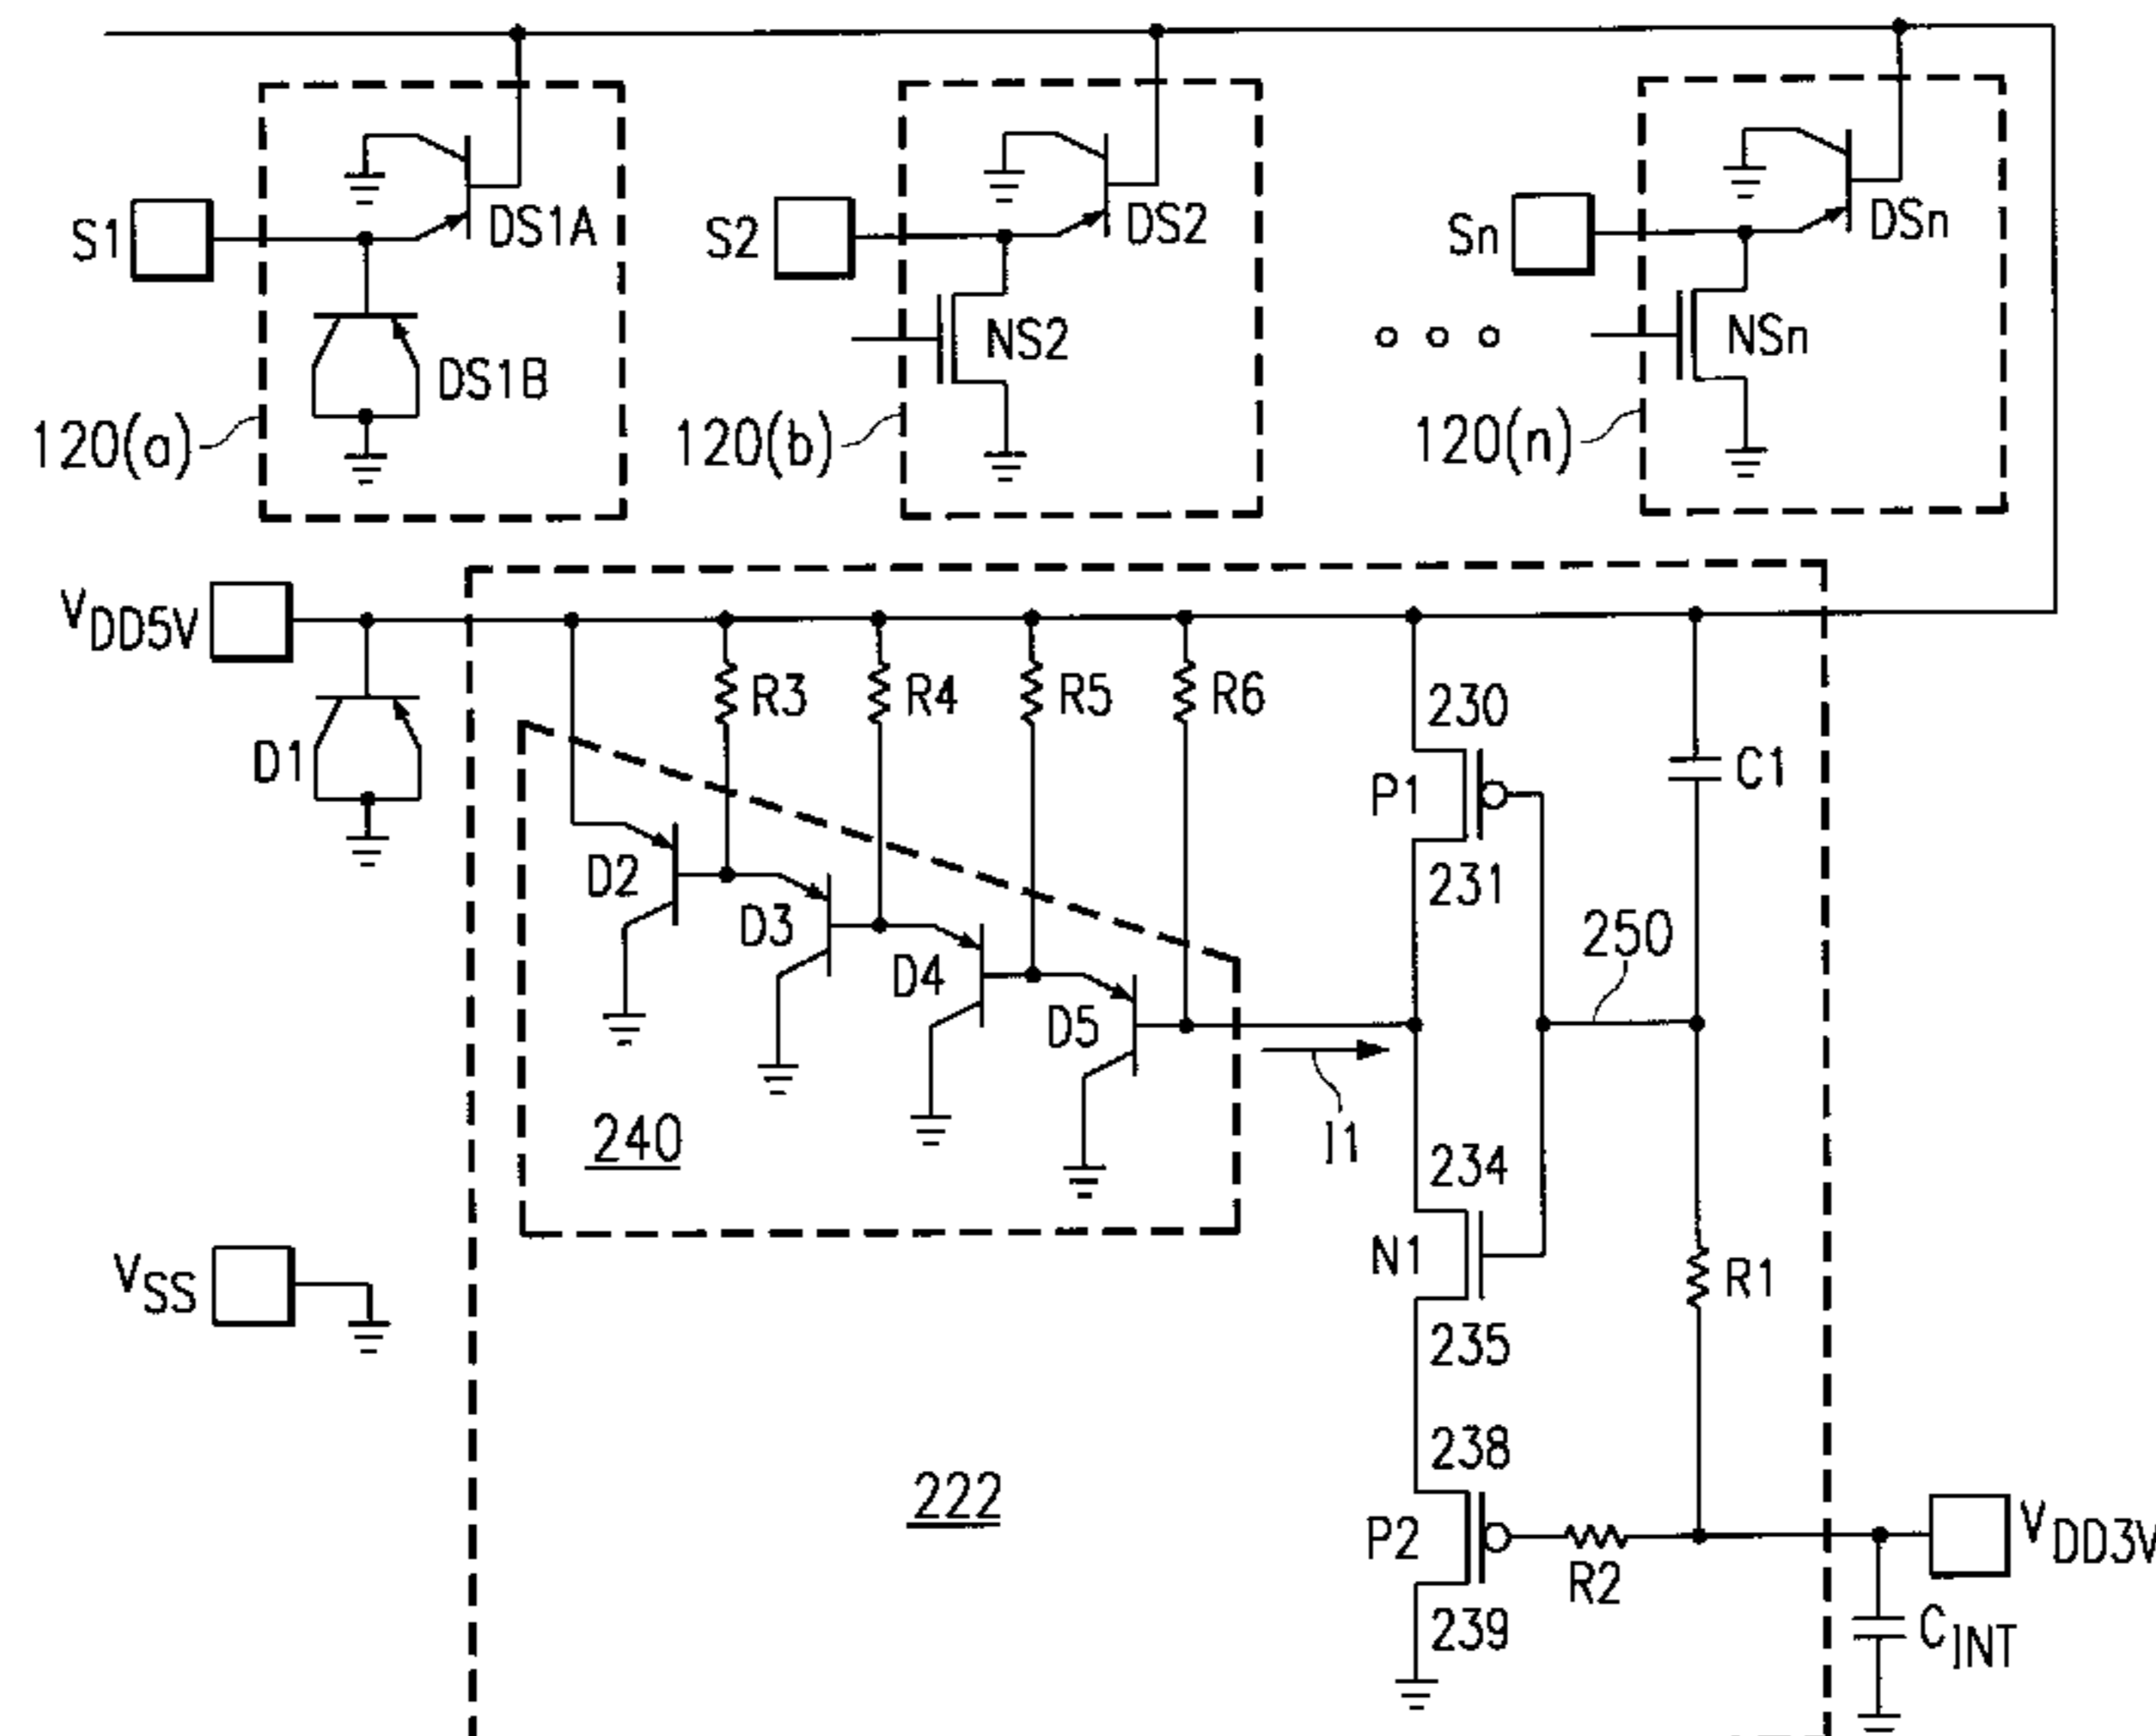 S1
DS1A
DS1B
120(a)
S2
DS2
NS2
120(b)
Sn
DSn
NSn
120(n)
VDD5V
D1
R3
R4
R5
R6
230
P1
231
C1
D2
D3
D4
D5
250
I1
240
234
N1
235
R1
VSS
222
238
P2
239
R2
VDD3V
CINT